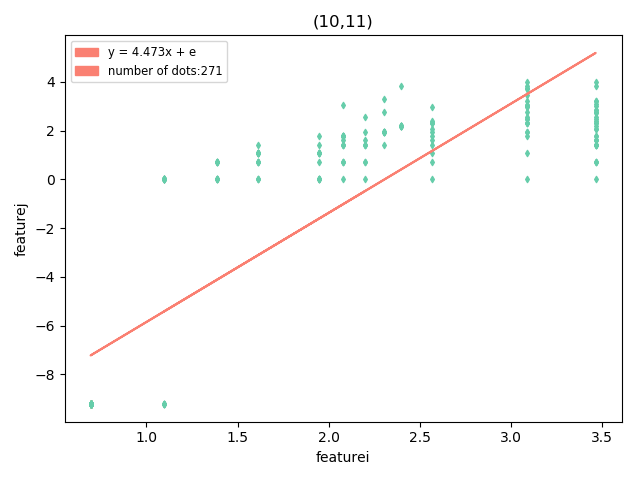 (10,11)
y = 4.473x + e
number of dots:271
4
2
0
−2
−4
−6
−8
featurej
1.0 1.5 2.0 2.5 3.0 3.5
featurei